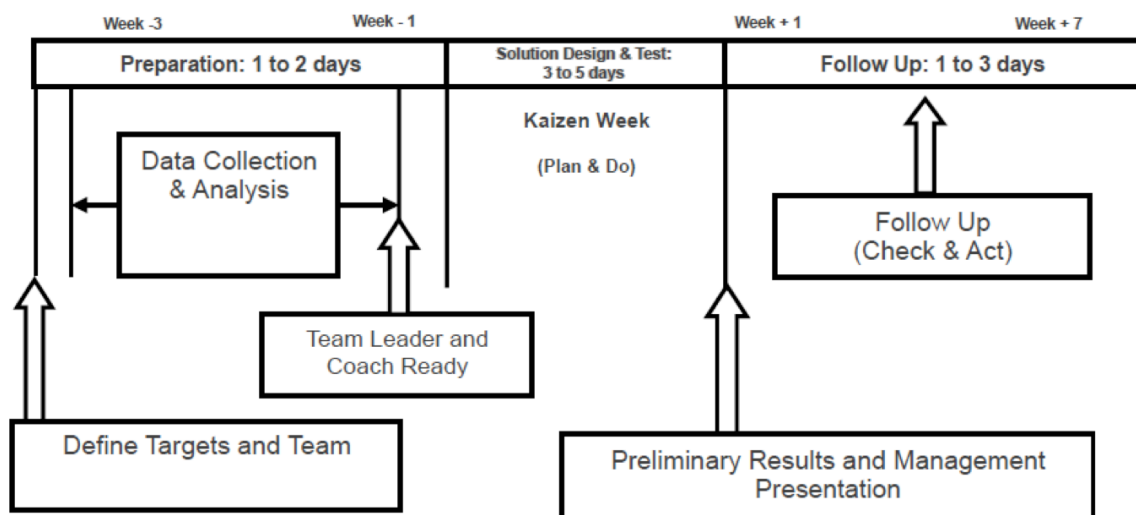 Week -3
Week - 1
Week + 1
Week + 7
Preparation: 1 to 2 days
Solution Design & Test:
3 to 5 days
Follow Up: 1 to 3 days
Kaizen Week
(Plan & Do)
Data Collection
& Analysis
Follow Up
(Check & Act)
Team Leader and
Coach Ready
Define Targets and Team
Preliminary Results and Management
Presentation